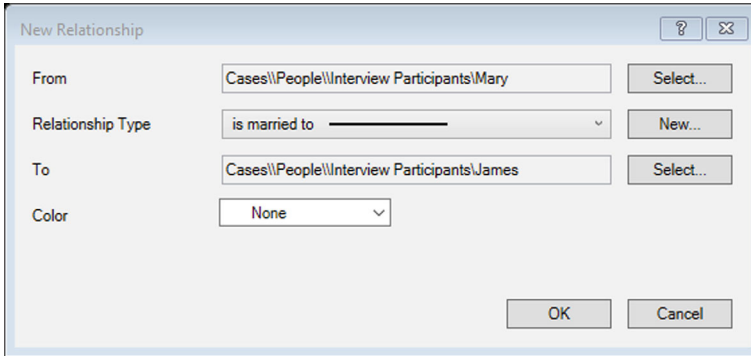 New Relationship
From Cases\\People\\Interview Participants\Mary Select...
Relationship Type is married to New...
To Cases\\People\\Interview Participants\James Select...
Color None
OK Cancel